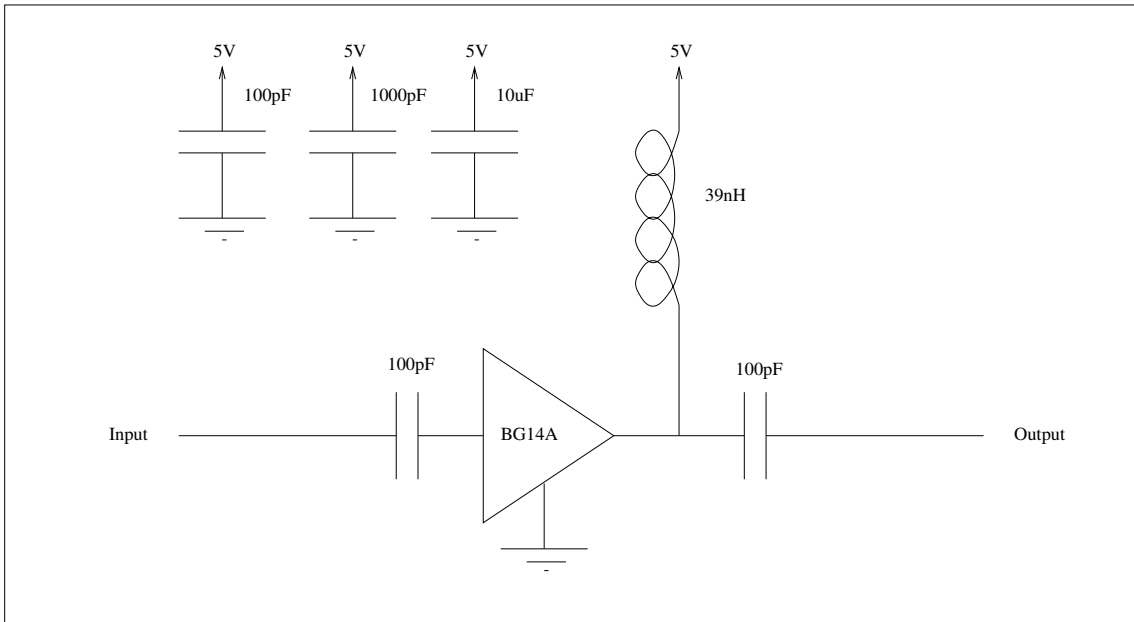 5V
5V
5V
5V
100pF
1000pF
10uF
39nH
100pF
100pF
Input
BG14A
Output